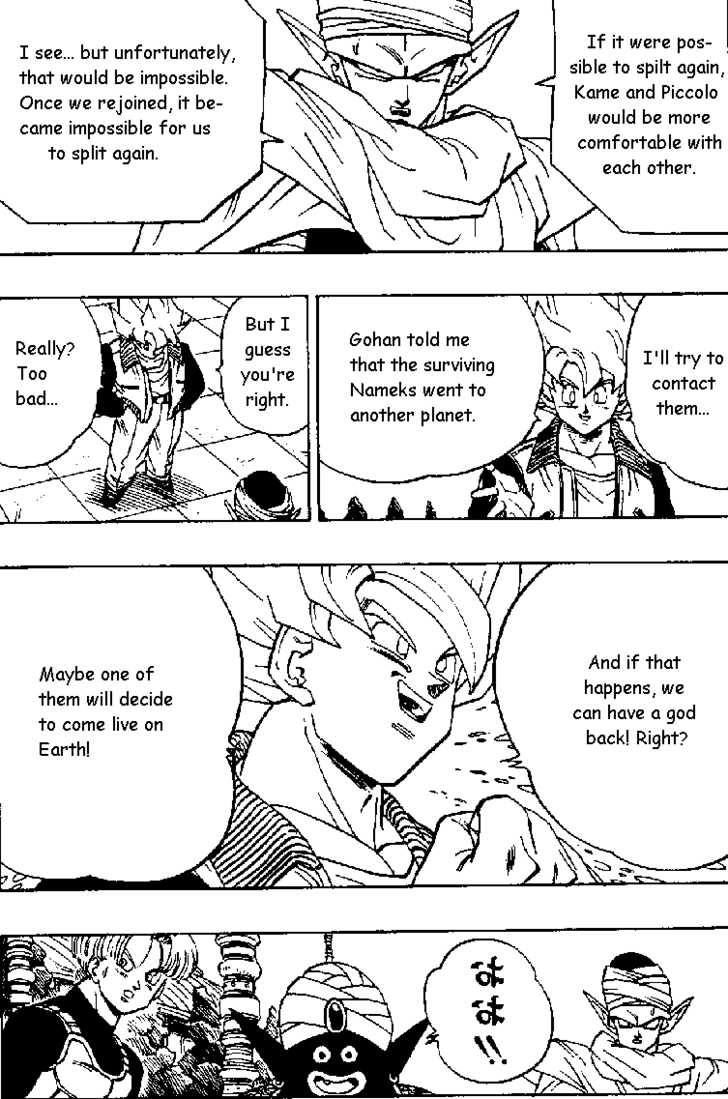 If it were pos-
sible to spilt again,
Kame and Piccolo
would be more
comfortable with
each other.
I see... but unfortunately,
that would be impossible.
Once we rejoined, it be-
came impossible for us
to split again.
I'll try to
contact
them...
Gohan told me
that the surviving
Nameks went to
another planet.
But I
guess
you're
right.
Really?
Too
bad...
And if that
happens, we
can have a god
back! Right?
Maybe one of
them will decide
to come live on
Earth!
!!